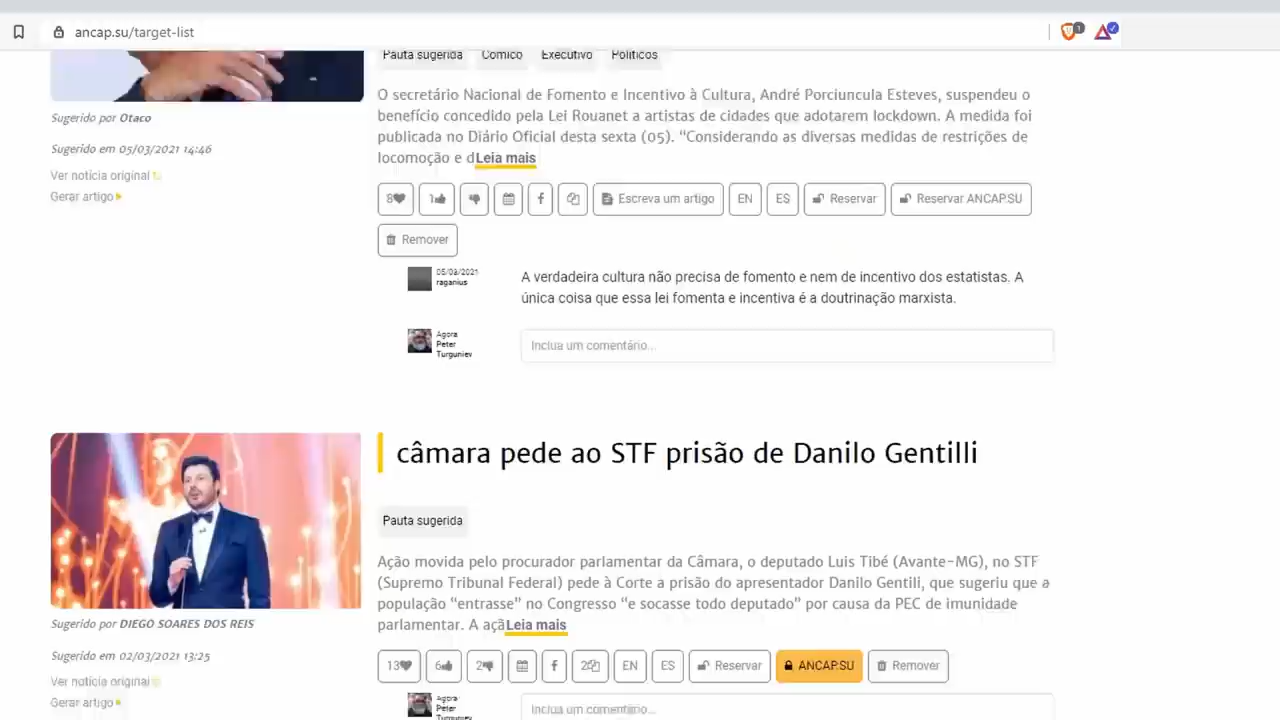 ancap.su/target-list
1
Pauta sugerida Cômico Executivo Políticos
O secretário Nacional de Fomento e Incentivo à Cultura, André Porciuncula Esteves, suspendeu o
benefício concedido pela Lei Rouanet a artistas de cidades que adotarem lockdown. A medida foi
publicada no Diário Oficial desta sexta (05). “Considerando as diversas medidas de restrições de
locomoção e dLeia mais
Sugerido por Otaco
Sugerido em 05/03/2021 14:46
Ver notícia original
Gerar artigo
8 1 Escreva um artigo EN ES Reservar Reservar ANCAP.SU
Remover
05/03/2021
raganius
A verdadeira cultura não precisa de fomento e nem de incentivo dos estatistas. A
única coisa que essa lei fomenta e incentiva é a doutrinação marxista.
Agora
Peter
Turguniev
Inclua um comentário...
câmara pede ao STF prisão de Danilo Gentilli
Pauta sugerida
Ação movida pelo procurador parlamentar da Câmara, o deputado Luis Tibé (Avante-MG), no STF
(Supremo Tribunal Federal) pede à Corte a prisão do apresentador Danilo Gentili, que sugeriu que a
população “entrasse” no Congresso “e socasse todo deputado” por causa da PEC de imunidade
parlamentar. A açãLeia mais
Sugerido por DIEGO SOARES DOS REIS
Sugerido em 02/03/2021 13:25
Ver notícia original
Gerar artigo
13 6 2 2 EN ES Reservar ANCAP.SU Remover
Agora
Peter
Turguniev
Inclua um comentário...